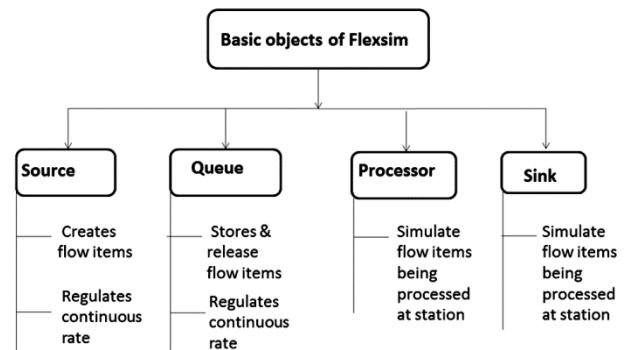 Basic objects of Flexsim
Source
Queue
Processor
Sink
Creates
flow items
Regulates
continuous
rate
Stores &
release
flow items
Regulates
continuous
rate
Simulate
flow items
being
processed
at station
Simulate
flow items
being
processed
at station